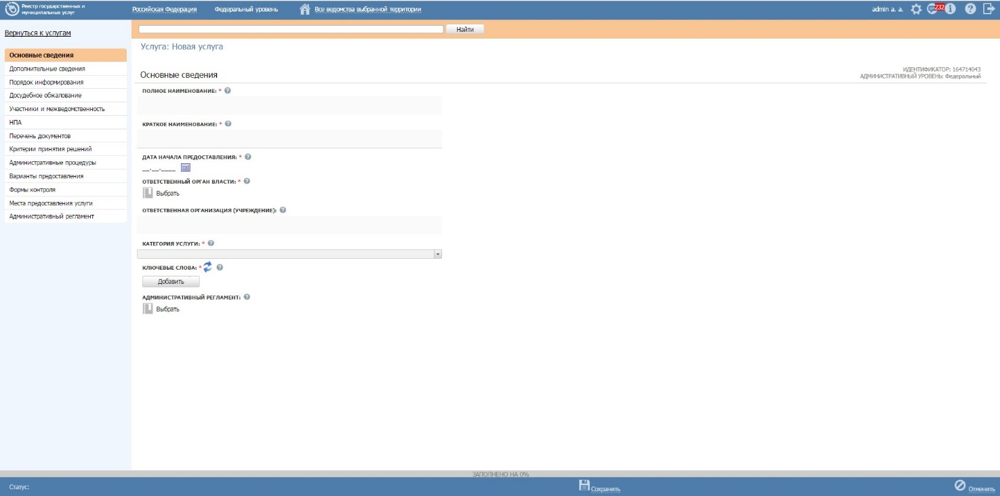 Реестр государственных и
муниципальных услуг
Российская Федерация
Федеральный уровень
Все ведомства выбранной территории
admin a. a.
232
Вернуться к услугам
Найти
Услуга: Новая услуга
Основные сведения
Дополнительные сведения
Порядок информирования
Досудебное обжалование
Участники и межведомственность
НПА
Перечень документов
Критерии принятия решений
Административные процедуры
Варианты предоставления
Формы контроля
Места предоставления услуги
Административный регламент
Основные сведения
ИДЕНТИФИКАТОР: 164714043
АДМИНИСТРАТИВНЫЙ УРОВЕНЬ: Федеральный
ПОЛНОЕ НАИМЕНОВАНИЕ: *
КРАТКОЕ НАИМЕНОВАНИЕ: *
ДАТА НАЧАЛА ПРЕДОСТАВЛЕНИЯ: *
__.__.____
ОТВЕТСТВЕННЫЙ ОРГАН ВЛАСТИ: *
Выбрать
ОТВЕТСТВЕННАЯ ОРГАНИЗАЦИЯ (УЧРЕЖДЕНИЕ):
КАТЕГОРИЯ УСЛУГИ: *
КЛЮЧЕВЫЕ СЛОВА: *
Добавить
АДМИНИСТРАТИВНЫЙ РЕГЛАМЕНТ:
Выбрать
ЗАПОЛНЕНО НА 0%
Статус:
Сохранить
Отменить